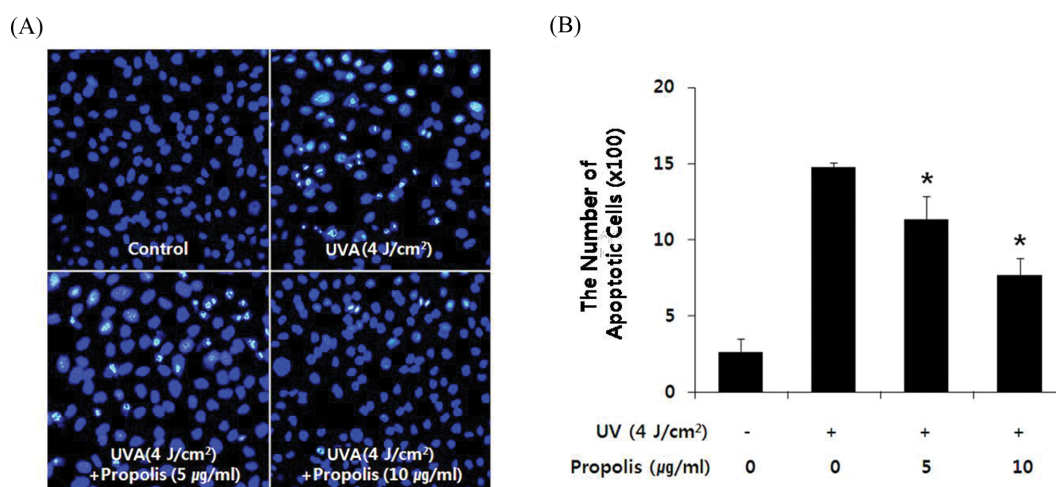 (A)
Control
UVA(4 J/cm²)
UVA(4 J/cm²)
+Propolis (5 μg/ml)
UVA(4 J/cm²)
+Propolis (10 μg/ml)
(B)
The Number of
Apoptotic Cells (x100)
20
15
10
5
0
*
*
UV (4 J/cm²) - + + +
Propolis (μg/ml) 0 0 5 10